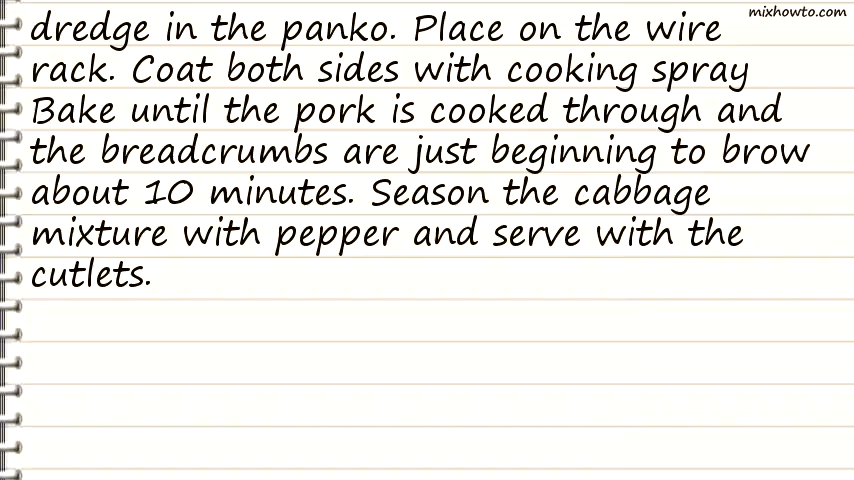 mixhowto.com
dredge in the panko. Place on the wire
rack. Coat both sides with cooking spray
Bake until the pork is cooked through and
the breadcrumbs are just beginning to brow
about 10 minutes. Season the cabbage
mixture with pepper and serve with the
cutlets.